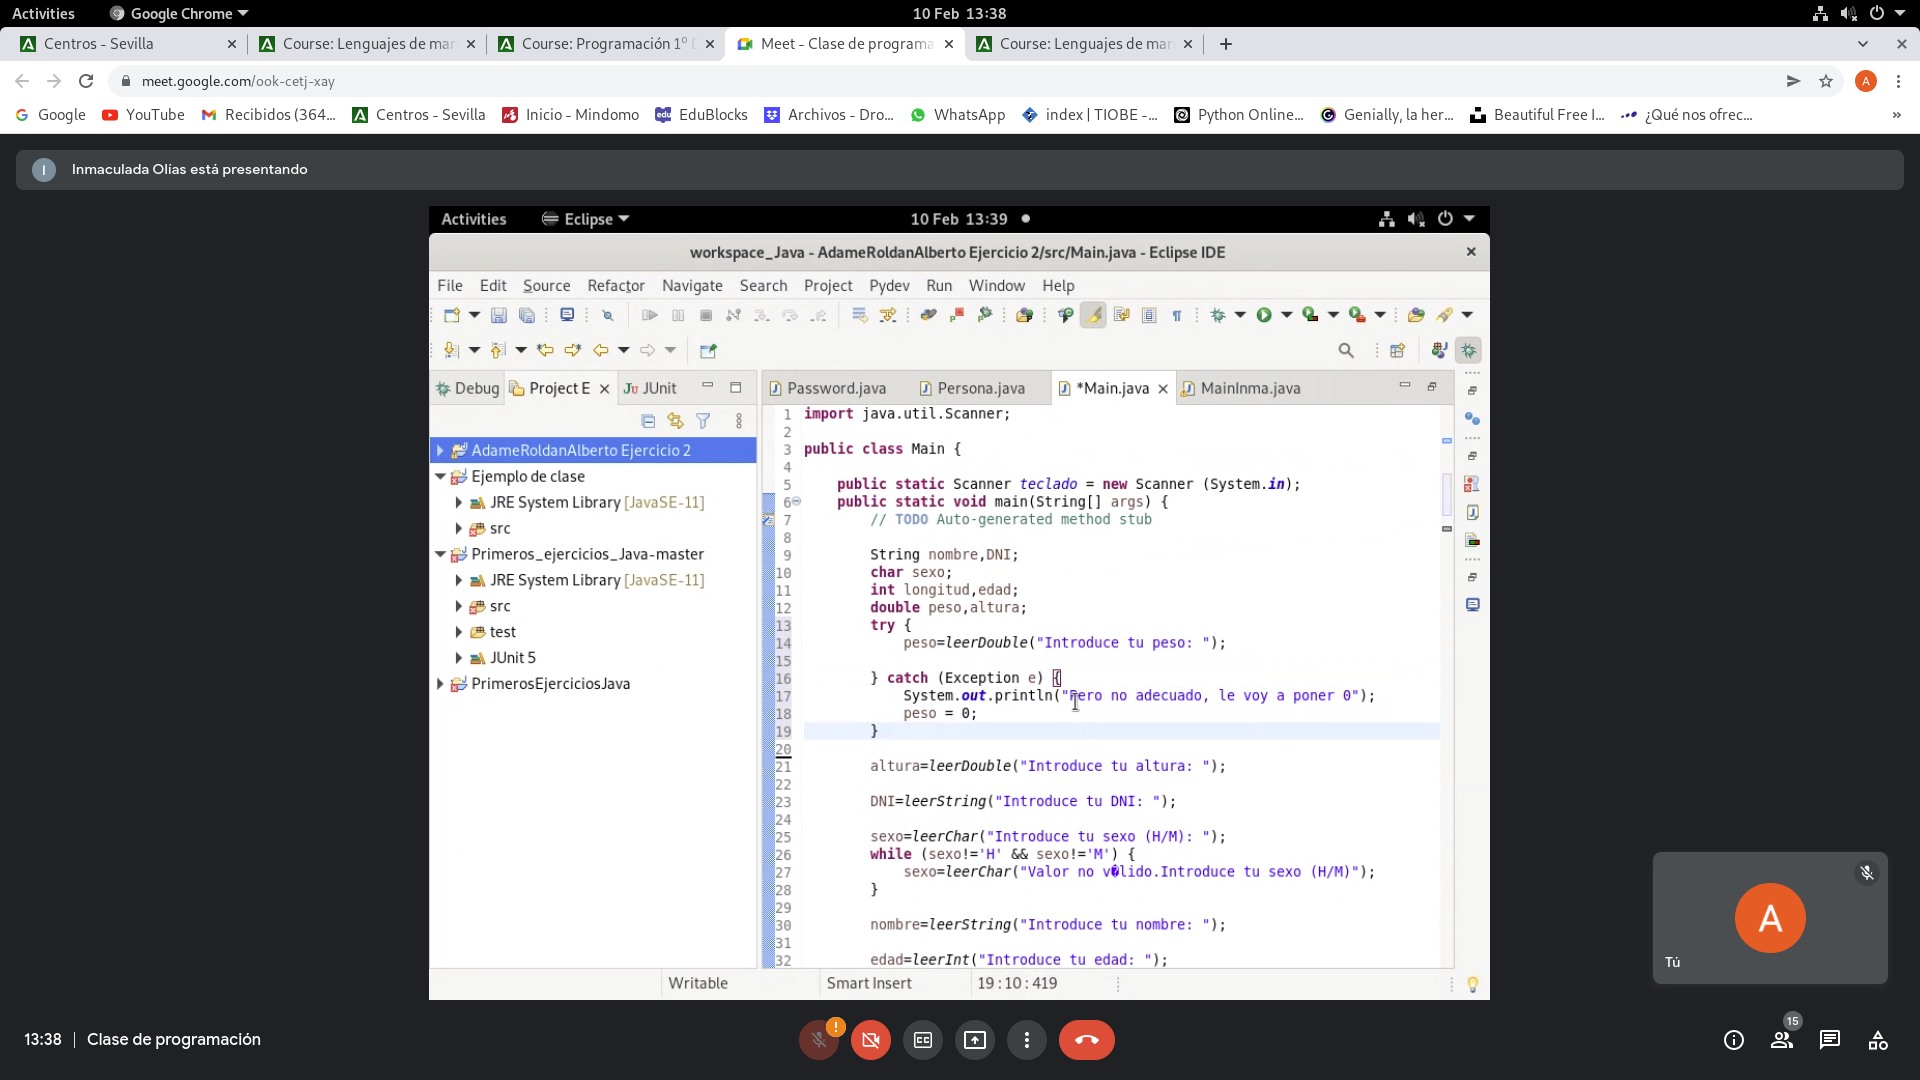 Activities Google Chrome 10 Feb 13:38
Centros - Sevilla Course: Lenguajes de mar Course: Programación 1º D Meet - Clase de programa Course: Lenguajes de mar
meet.google.com/ook-cetj-xay A
Google YouTube Recibidos (364... Centros - Sevilla Inicio - Mindomo EduBlocks Archivos - Dro... WhatsApp index | TIOBE -... Python Online... Genially, la her... Beautiful Free I... ¿Qué nos ofrec... »
I Inmaculada Olías está presentando
Activities Eclipse 10 Feb 13:39
workspace_Java - AdameRoldanAlberto Ejercicio 2/src/Main.java - Eclipse IDE
File Edit Source Refactor Navigate Search Project Pydev Run Window Help
Debug Project E JUnit Password.java Persona.java *Main.java MainInma.java
AdameRoldanAlberto Ejercicio 2
Ejemplo de clase
JRE System Library [JavaSE-11]
src
Primeros_ejercicios_Java-master
JRE System Library [JavaSE-11]
src
test
JUnit 5
PrimerosEjerciciosJava
1 import java.util.Scanner;
2
3 public class Main {
4
5 public static Scanner teclado = new Scanner (System.in);
6 public static void main(String[] args) {
7 // TODO Auto-generated method stub
8
9 String nombre,DNI;
10 char sexo;
11 int longitud,edad;
12 double peso,altura;
13 try {
14 peso=leerDouble("Introduce tu peso: ");
15
16 } catch (Exception e) {
17 System.out.println("Pero no adecuado, le voy a poner 0");
18 peso = 0;
19 }
20
21 altura=leerDouble("Introduce tu altura: ");
22
23 DNI=leerString("Introduce tu DNI: ");
24
25 sexo=leerChar("Introduce tu sexo (H/M): ");
26 while (sexo!='H' && sexo!='M') {
27 sexo=leerChar("Valor no v�lido.Introduce tu sexo (H/M)");
28 }
29
30 nombre=leerString("Introduce tu nombre: ");
31
32 edad=leerInt("Introduce tu edad: ");
Writable Smart Insert 19 : 10 : 419
A
Tú
13:38 | Clase de programación
15